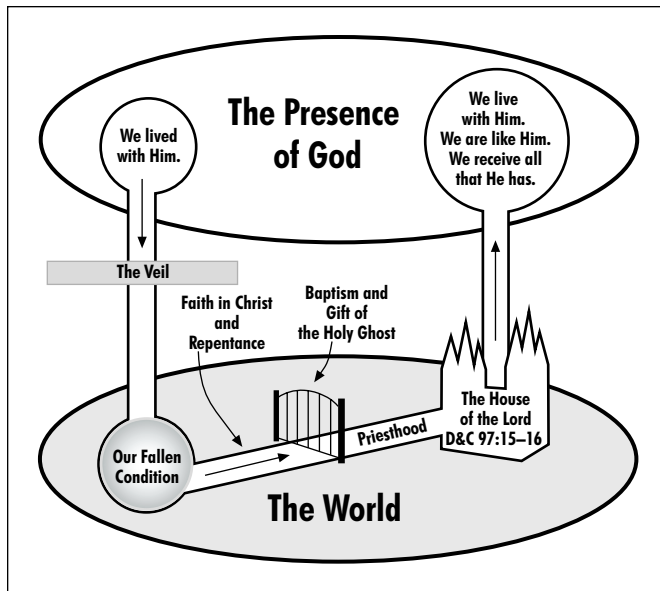 The Presence
of God
We lived
with Him.
We live
with Him.
We are like Him.
We receive all
that He has.
The Veil
Faith in Christ
and
Repentance
Baptism and
Gift of
the Holy Ghost
Our Fallen
Condition
Priesthood
The House
of the Lord
D&C 97:15–16
The World